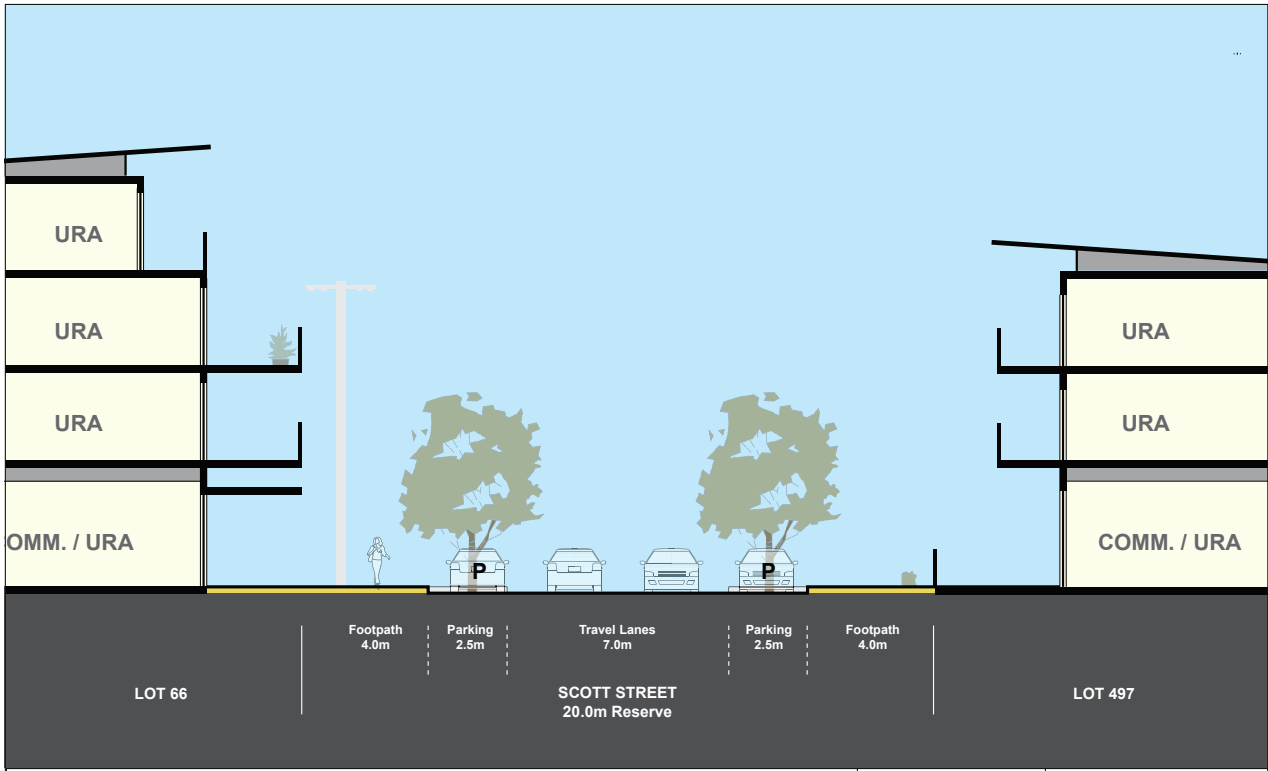 URA
URA
URA
URA
URA
OMM. / URA
COMM. / URA
P
P
Footpath
4.0m
Parking
2.5m
Travel Lanes
7.0m
Parking
2.5m
Footpath
4.0m
LOT 66
SCOTT STREET
20.0m Reserve
LOT 497